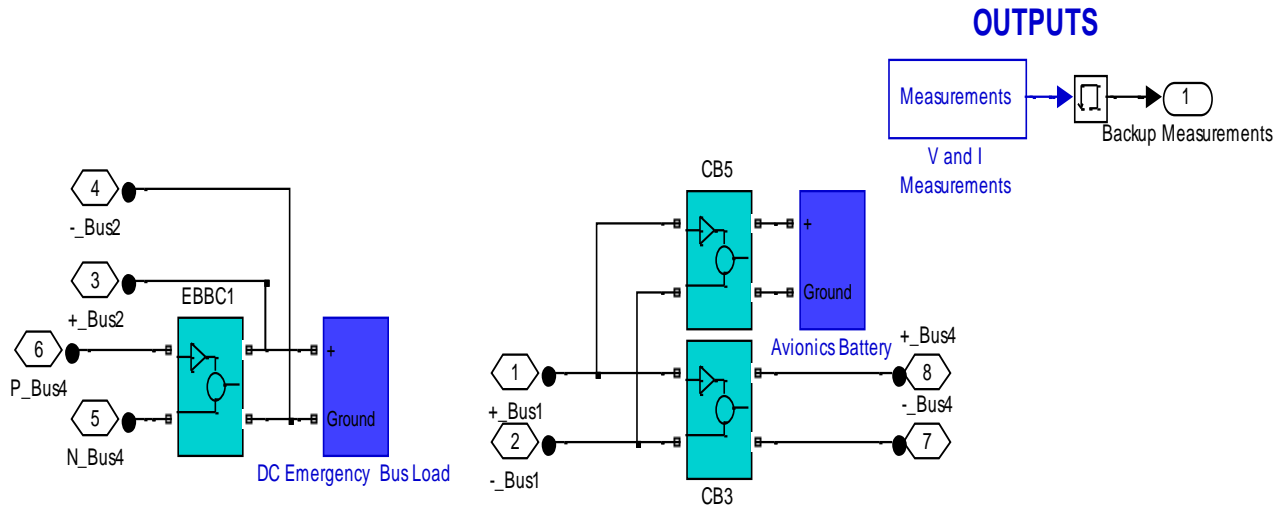 OUTPUTS
Measurements
1
Backup Measurements
V and I
Measurements
4
-_Bus2
3
+_Bus2
EBBC1
6
P_Bus4
5
N_Bus4
+
Ground
DC Emergency Bus Load
CB5
+
Ground
Avionics Battery
1
+_Bus1
2
-_Bus1
CB3
+_Bus4
8
-_Bus4
7